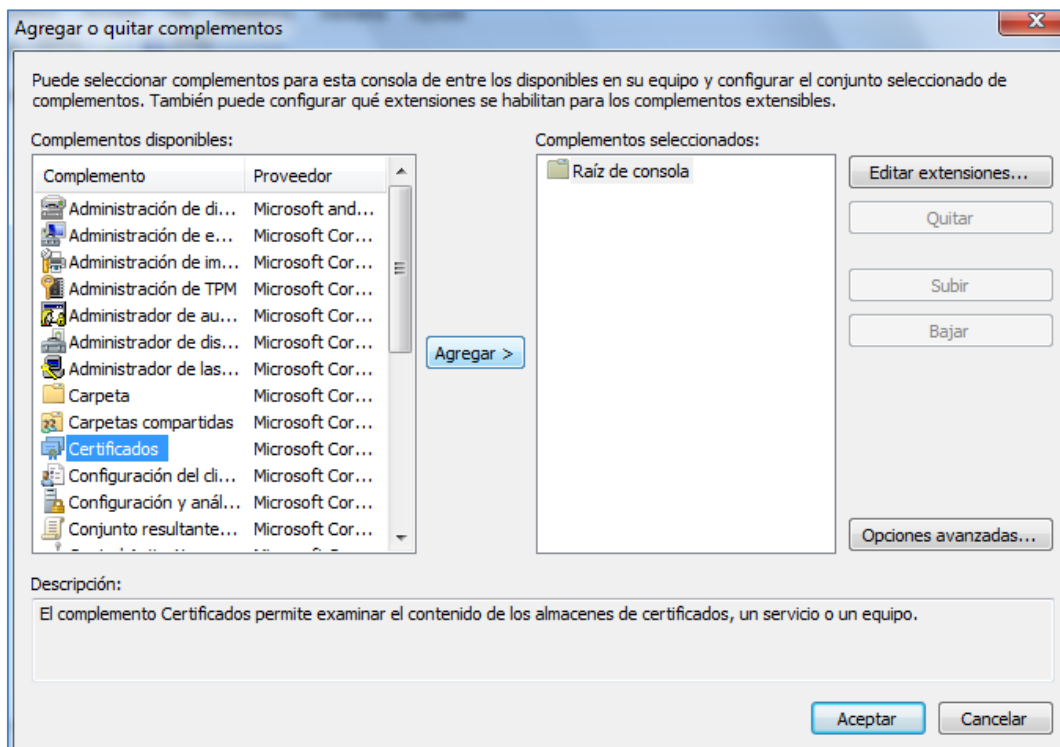 Agregar o quitar complementos
Puede seleccionar complementos para esta consola de entre los disponibles en su equipo y configurar el conjunto seleccionado de
complementos. También puede configurar qué extensiones se habilitan para los complementos extensibles.
Complementos disponibles:
Complemento Proveedor
Administración de di... Microsoft and...
Administración de e... Microsoft Cor...
Administración de im... Microsoft Cor...
Administración de TPM Microsoft Cor...
Administrador de au... Microsoft Cor...
Administrador de dis... Microsoft Cor...
Administrador de las... Microsoft Cor...
Carpeta Microsoft Cor...
Carpetas compartidas Microsoft Cor...
Certificados Microsoft Cor...
Configuración del cli... Microsoft Cor...
Configuración y anál... Microsoft Cor...
Conjunto resultante... Microsoft Cor...
Agregar >
Complementos seleccionados:
Raíz de consola
Editar extensiones...
Quitar
Subir
Bajar
Opciones avanzadas...
Descripción:
El complemento Certificados permite examinar el contenido de los almacenes de certificados, un servicio o un equipo.
Aceptar Cancelar